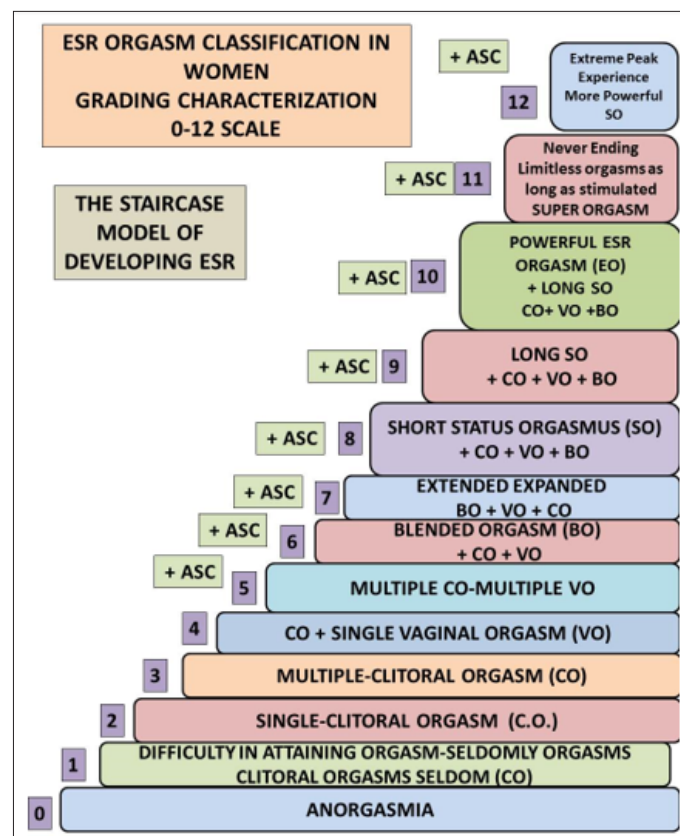 ESR ORGASM CLASSIFICATION IN
WOMEN
GRADING CHARACTERIZATION
0-12 SCALE
THE STAIRCASE
MODEL OF
DEVELOPING ESR
+ ASC
12
Extreme Peak
Experience
More Powerful
SO
+ ASC
11
Never Ending
Limitless orgasms as
long as stimulated
SUPER ORGASM
+ ASC
10
POWERFUL ESR
ORGASM (EO)
+ LONG SO
CO+ VO +BO
+ ASC
9
LONG SO
+ CO + VO + BO
+ ASC
8
SHORT STATUS ORGASMUS (SO)
+ CO + VO + BO
+ ASC
7
EXTENDED EXPANDED
BO + VO + CO
+ ASC
6
BLENDED ORGASM (BO)
+ CO + VO
+ ASC
5
MULTIPLE CO-MULTIPLE VO
4
CO + SINGLE VAGINAL ORGASM (VO)
3
MULTIPLE-CLITORAL ORGASM (CO)
2
SINGLE-CLITORAL ORGASM (C.O.)
1
DIFFICULTY IN ATTAINING ORGASM-SELDOMLY ORGASMS
CLITORAL ORGASMS SELDOM (CO)
0
ANORGASMIA